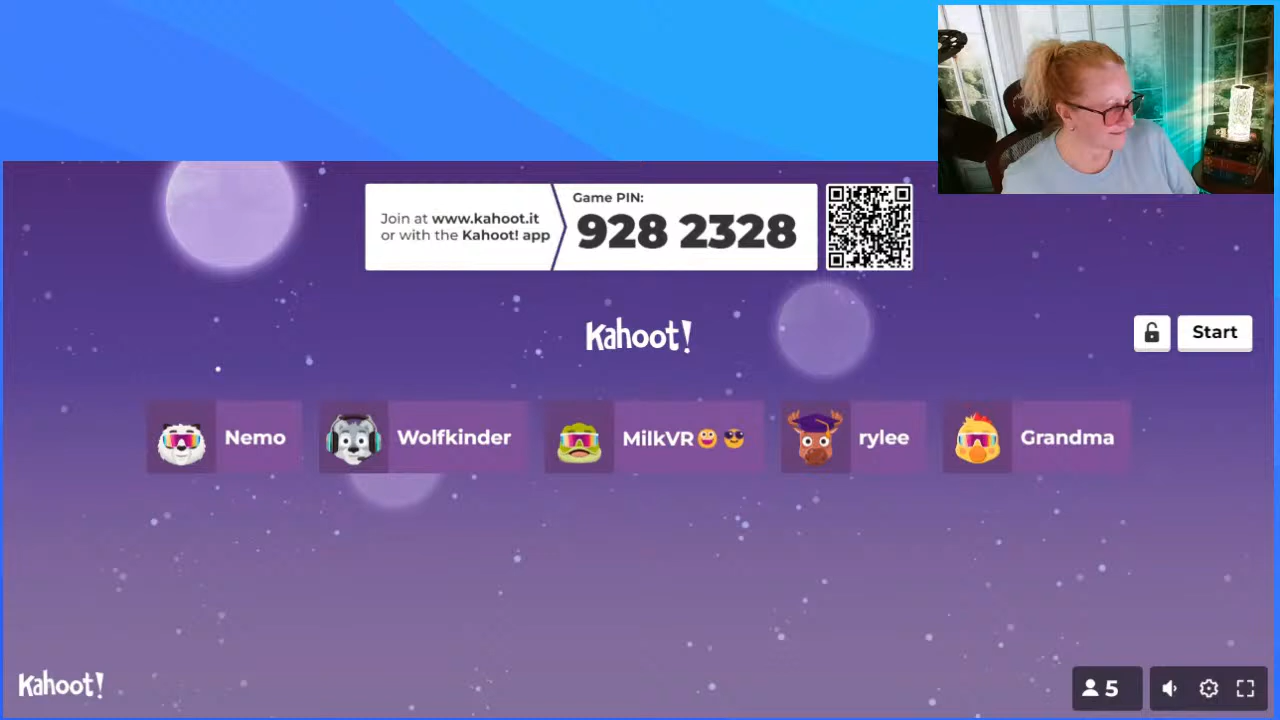 Join at www.kahoot.it
or with the Kahoot! app
Game PIN:
928 2328
Kahoot!
Start
Nemo
Wolfkinder
MilkVR😀😎
rylee
Grandma
Kahoot!
5